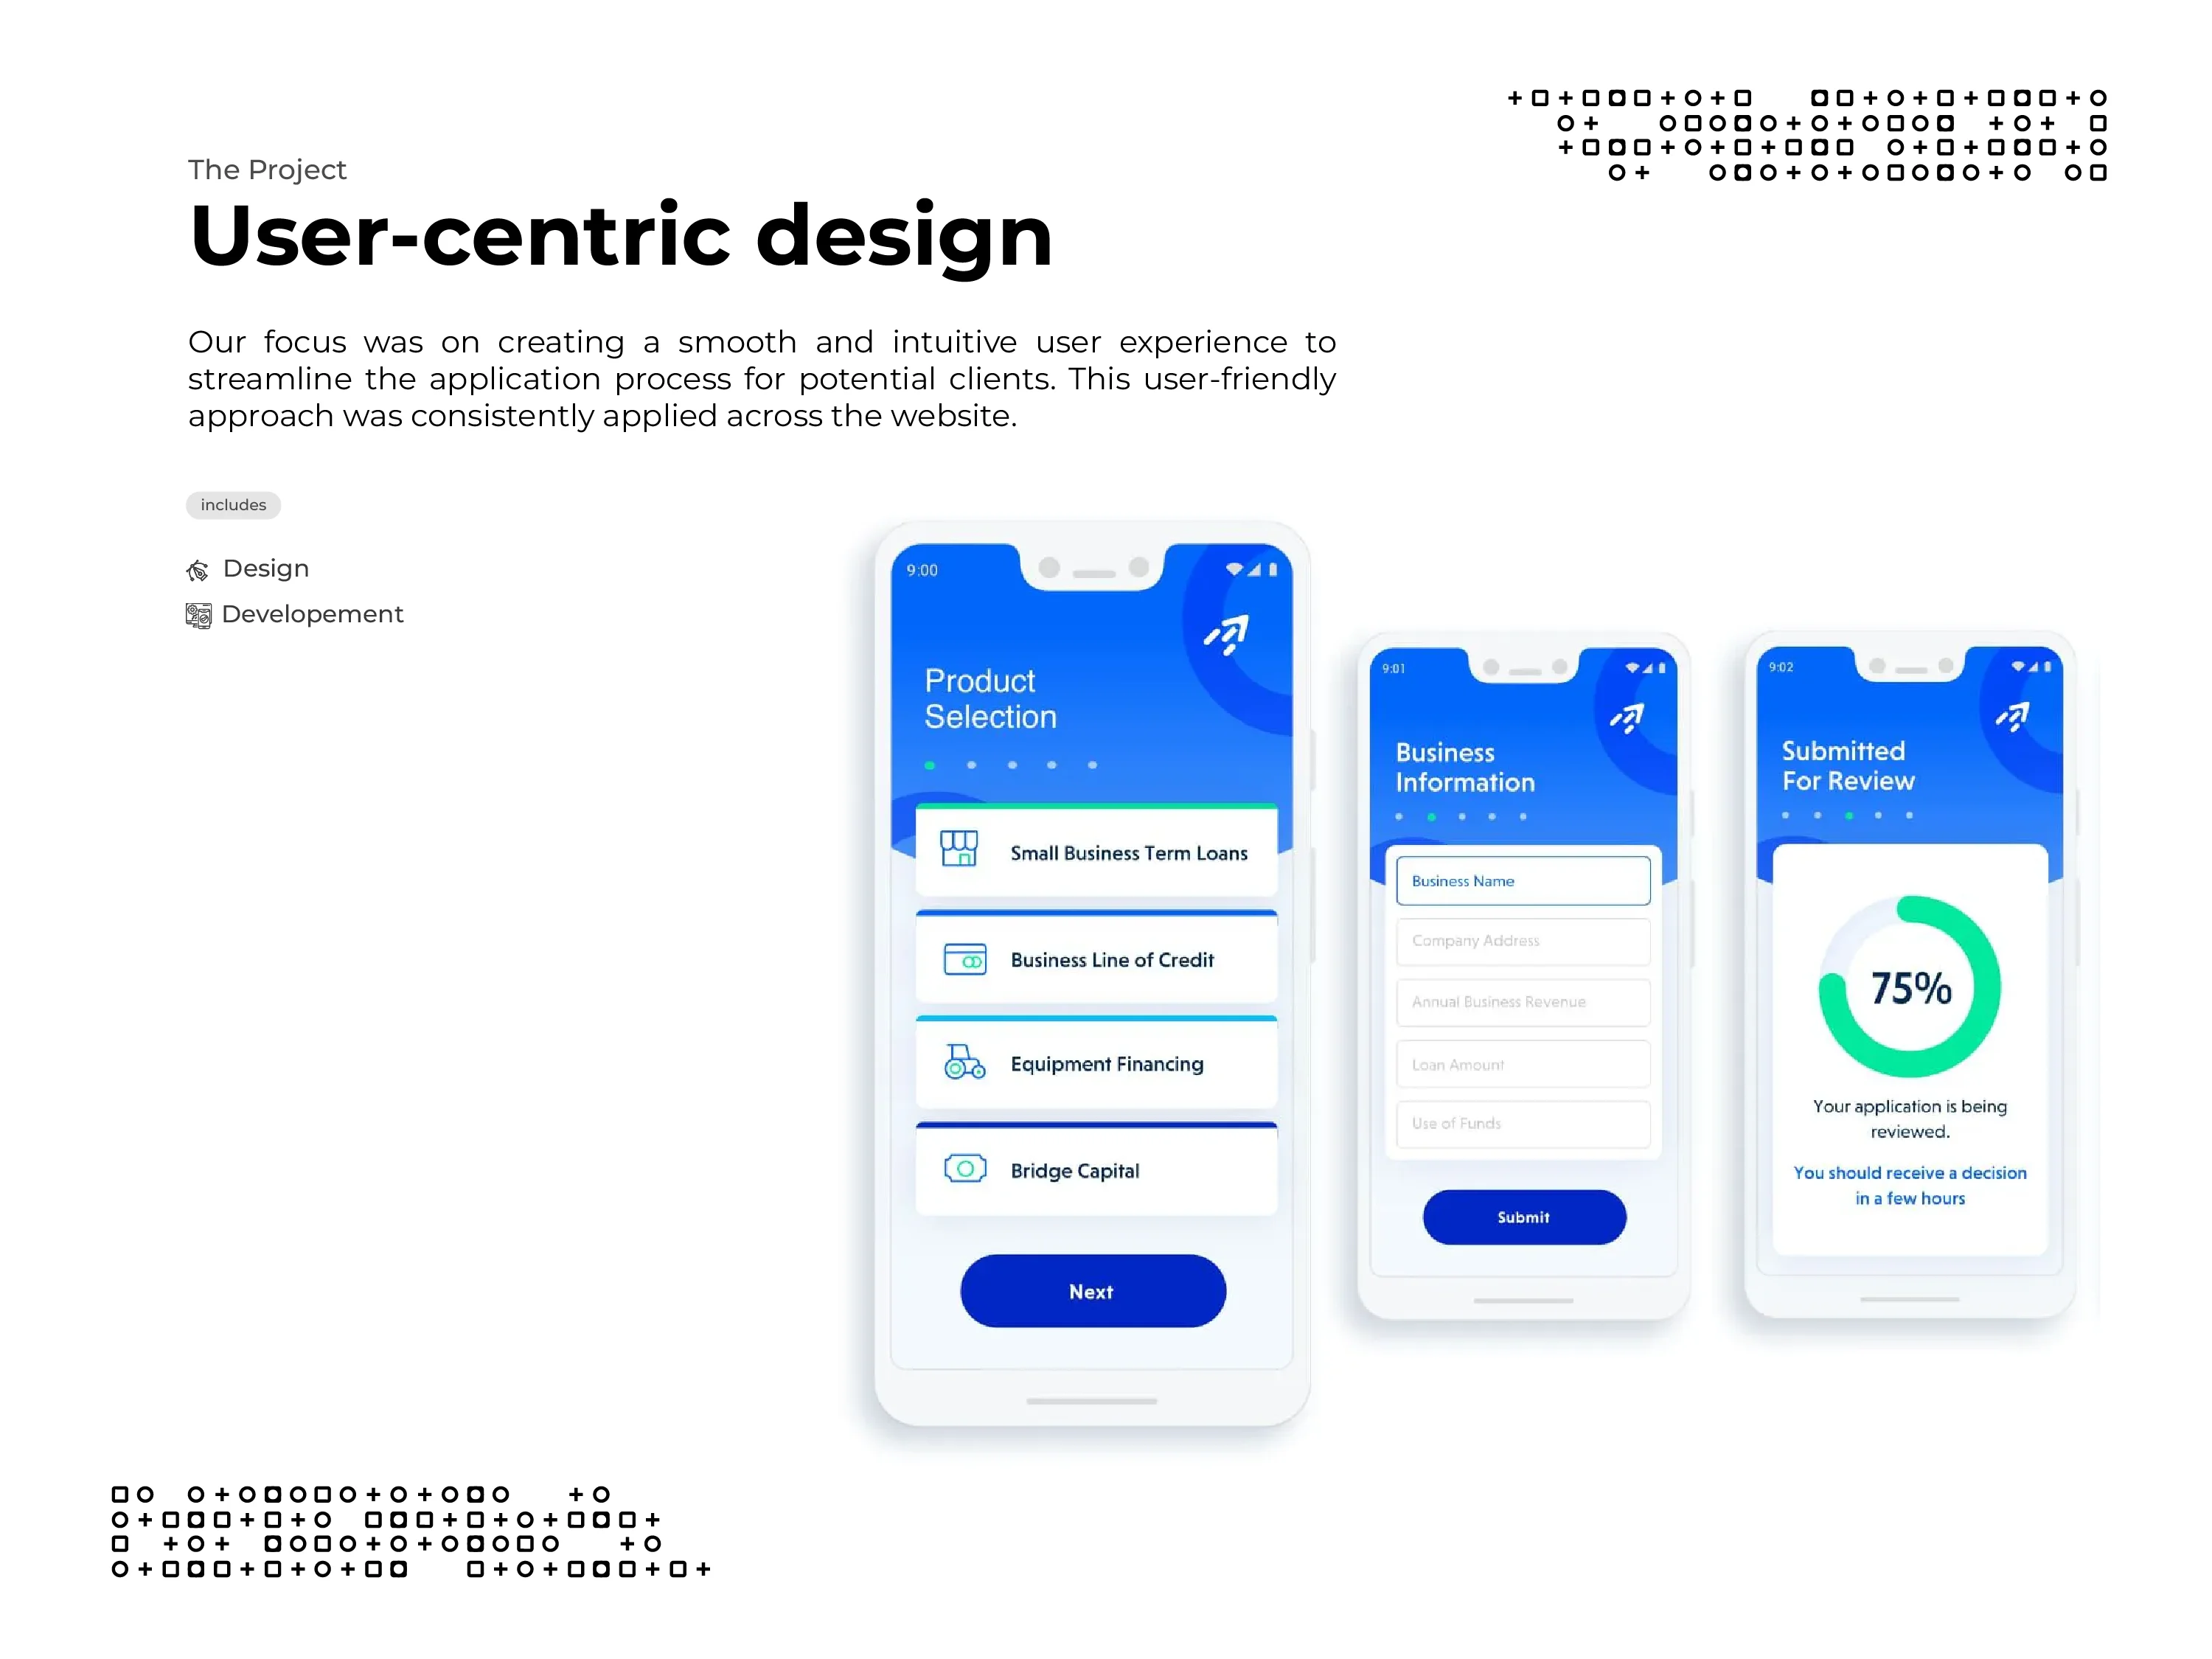 The Project
User-centric design
Our focus was on creating a smooth and intuitive user experience to
streamline the application process for potential clients. This user-friendly
approach was consistently applied across the website.
includes
Design
Developement
9:00
Product
Selection
Small Business Term Loans
Business Line of Credit
Equipment Financing
Bridge Capital
Next
9:01
Business
Information
Business Name
Company Address
Annual Business Revenue
Loan Amount
Use of Funds
Submit
9:02
Submitted
For Review
75%
Your application is being
reviewed.
You should receive a decision
in a few hours